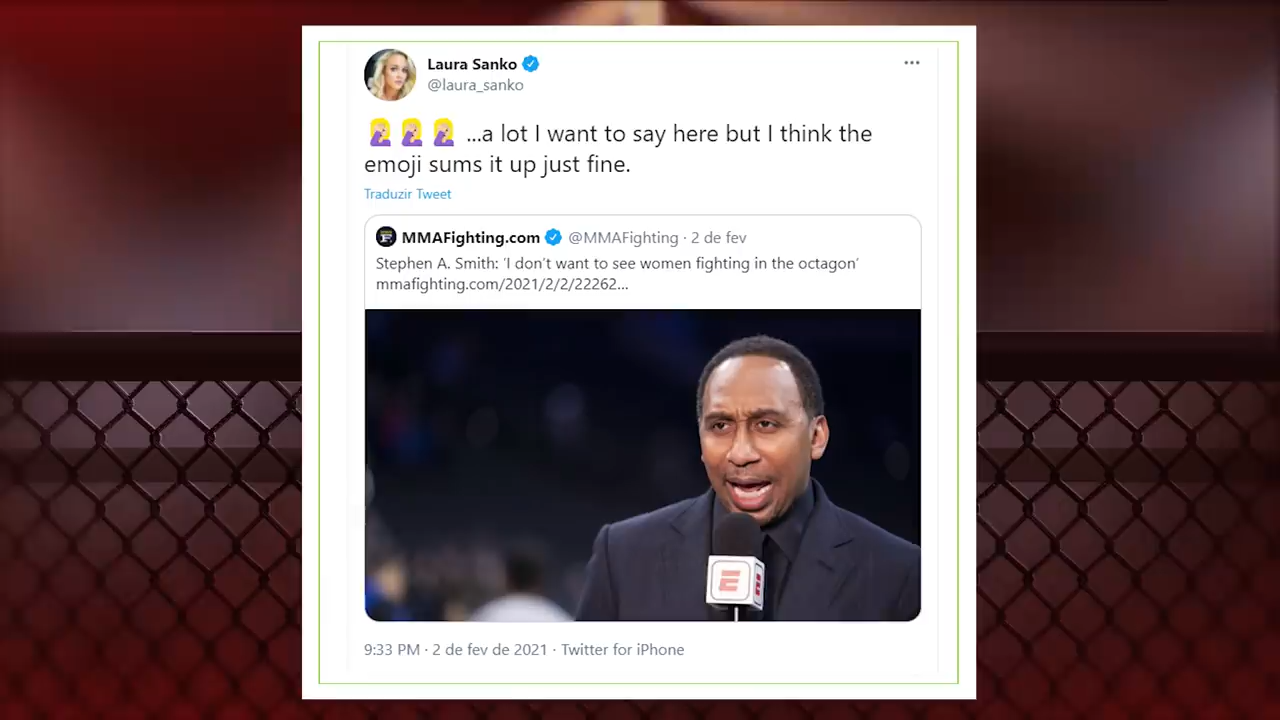 Laura Sanko
@laura_sanko
🤦‍♀️🤦‍♀️🤦‍♀️ ...a lot I want to say here but I think the
emoji sums it up just fine.
Traduzir Tweet
MMAFighting.com @MMAFighting · 2 de fev
Stephen A. Smith: 'I don't want to see women fighting in the octagon'
mmafighting.com/2021/2/2/22262...
9:33 PM · 2 de fev de 2021 · Twitter for iPhone